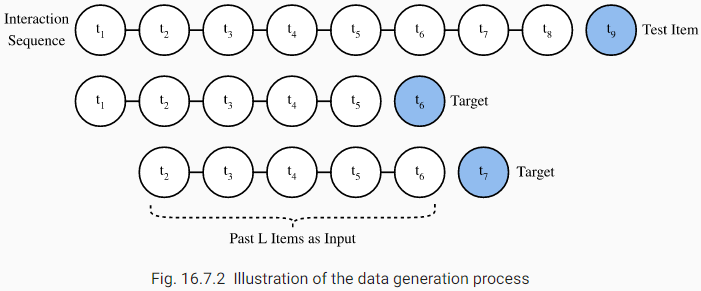 Interaction
Sequence
t1 t2 t3 t4 t5 t6 t7 t8 t9 Test Item
t1 t2 t3 t4 t5 t6 Target
t2 t3 t4 t5 t6 t7 Target
Past L Items as Input
Fig. 16.7.2 Illustration of the data generation process